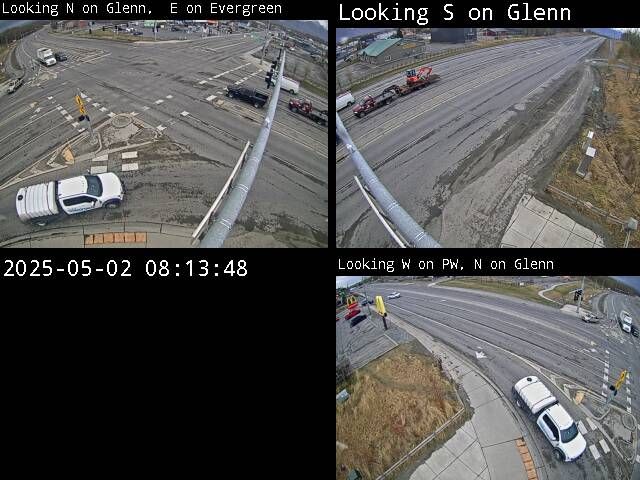 Looking N on Glenn, E on Evergreen
Looking S on Glenn
2025-05-02 08:13:48
Looking W on PW, N on Glenn